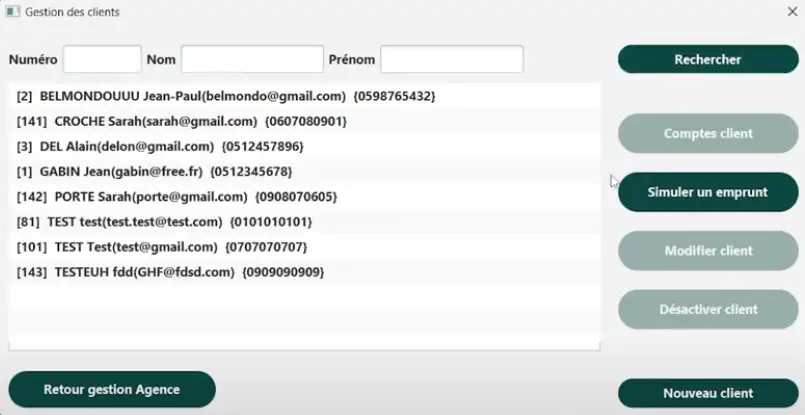 Gestion des clients
Numéro Nom Prénom Rechercher
[2] BELMONDOUUU Jean-Paul(belmondo@gmail.com) {0598765432}
[141] CROCHE Sarah(sarah@gmail.com) {0607080901}
Comptes client
[3] DEL Alain(delon@gmail.com) {0512457896}
[1] GABIN Jean(gabin@free.fr) {0512345678}
[142] PORTE Sarah(porte@gmail.com) {0908070605}
Simuler un emprunt
[81] TEST test(test.test@test.com) {0101010101}
[101] TEST Test(test@gmail.com) {0707070707}
Modifier client
[143] TESTEUH fdd(GHF@fdsd.com) {0909090909}
Désactiver client
Retour gestion Agence
Nouveau client